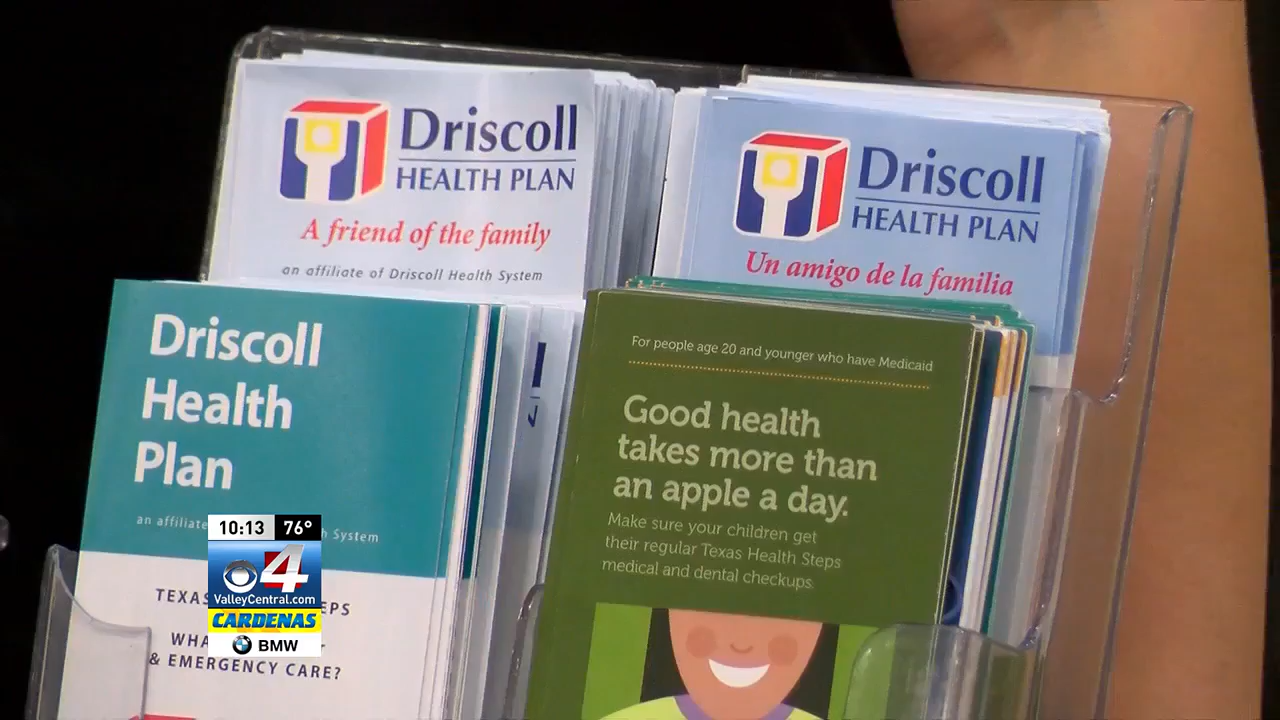 Driscoll
HEALTH PLAN
A friend of the family
an affiliate of Driscoll Health System
Driscoll
HEALTH PLAN
Un amigo de la familia
Driscoll
Health
Plan
an affiliate
System
For people age 20 and younger who have Medicaid
Good health
takes more than
an apple a day.
Make sure your children get
their regular Texas Health Steps
medical and dental checkups.
10:13 76°
4
ValleyCentral.com
CARDENAS
BMW
TEXAS
& EMERGENCY CARE?